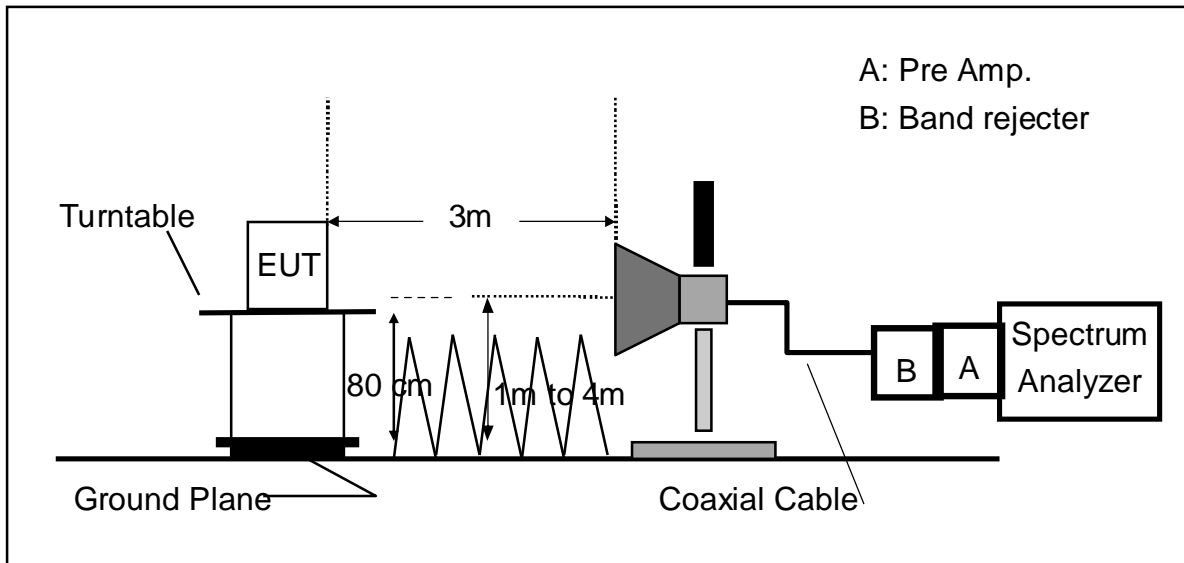 A: Pre Amp.
B: Band rejecter
Turntable
3m
EUT
80 cm
1m to 4m
B
A
Spectrum
Analyzer
Ground Plane
Coaxial Cable